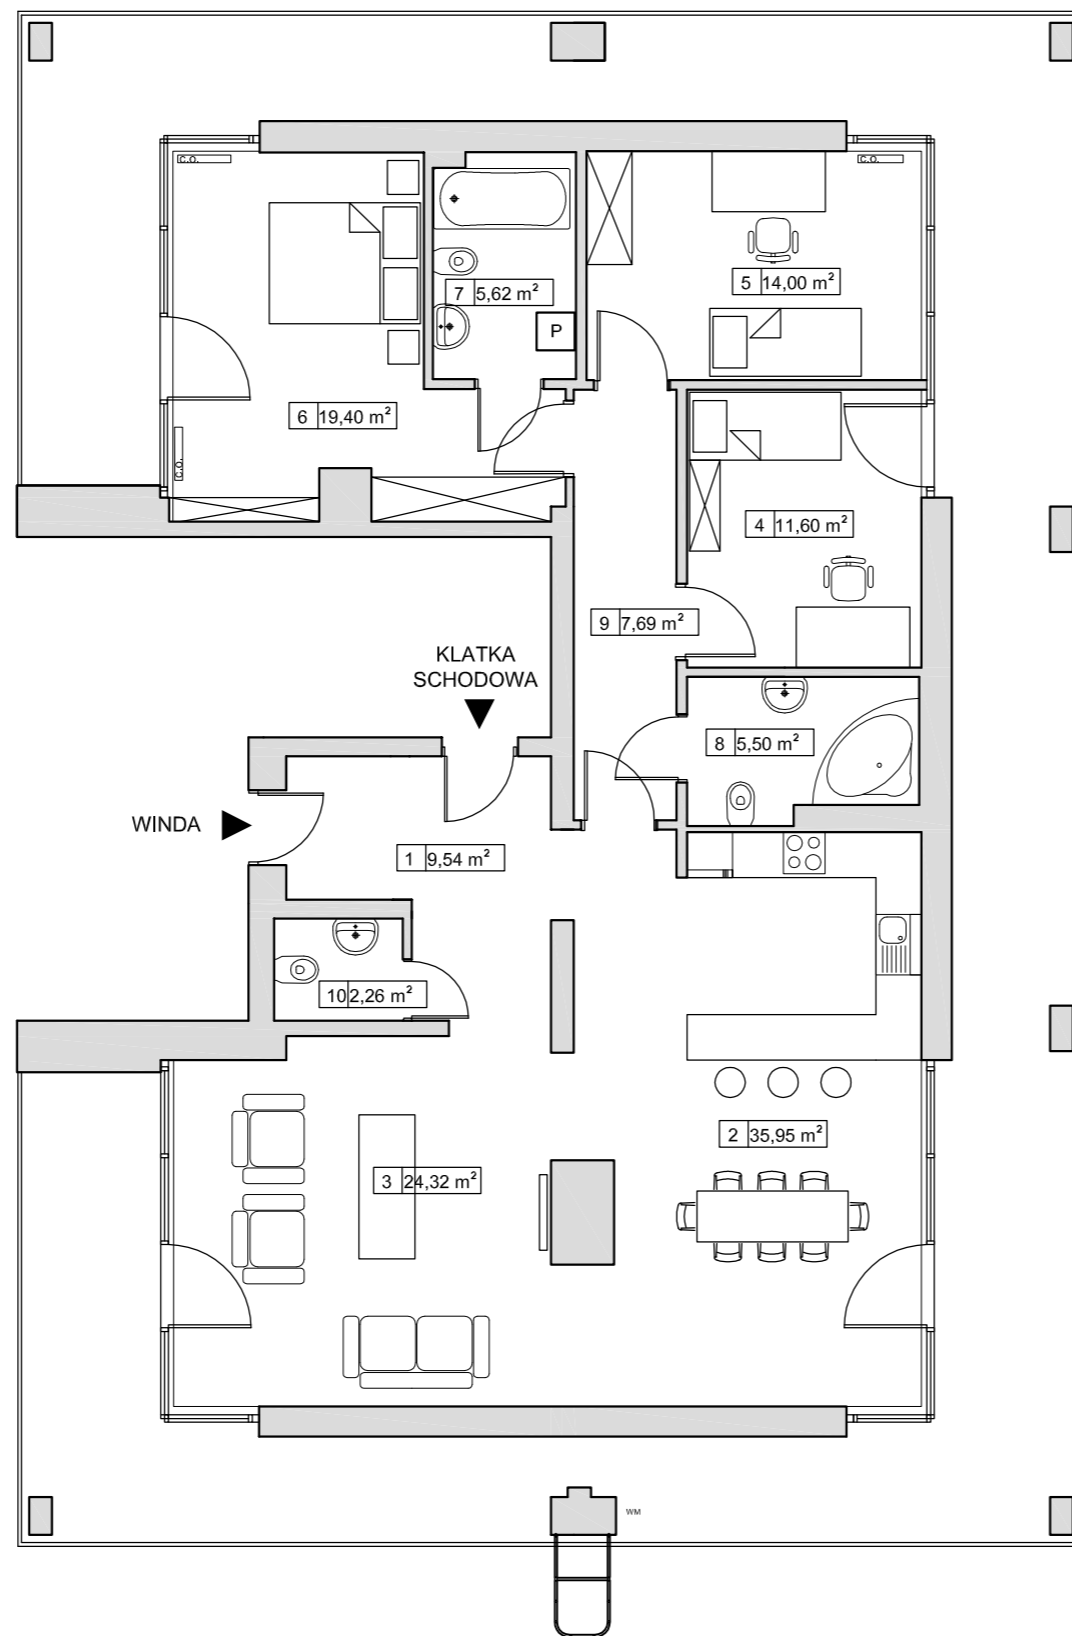 C.O.
C.O.
5 14,00 m²
7 5,62 m²
P
6 19,40 m²
C.O.
4 11,60 m²
9 7,69 m²
KLATKA
SCHODOWA
8 5,50 m²
WINDA
1 9,54 m²
10 2,26 m²
2 35,95 m²
3 24,32 m²
WM